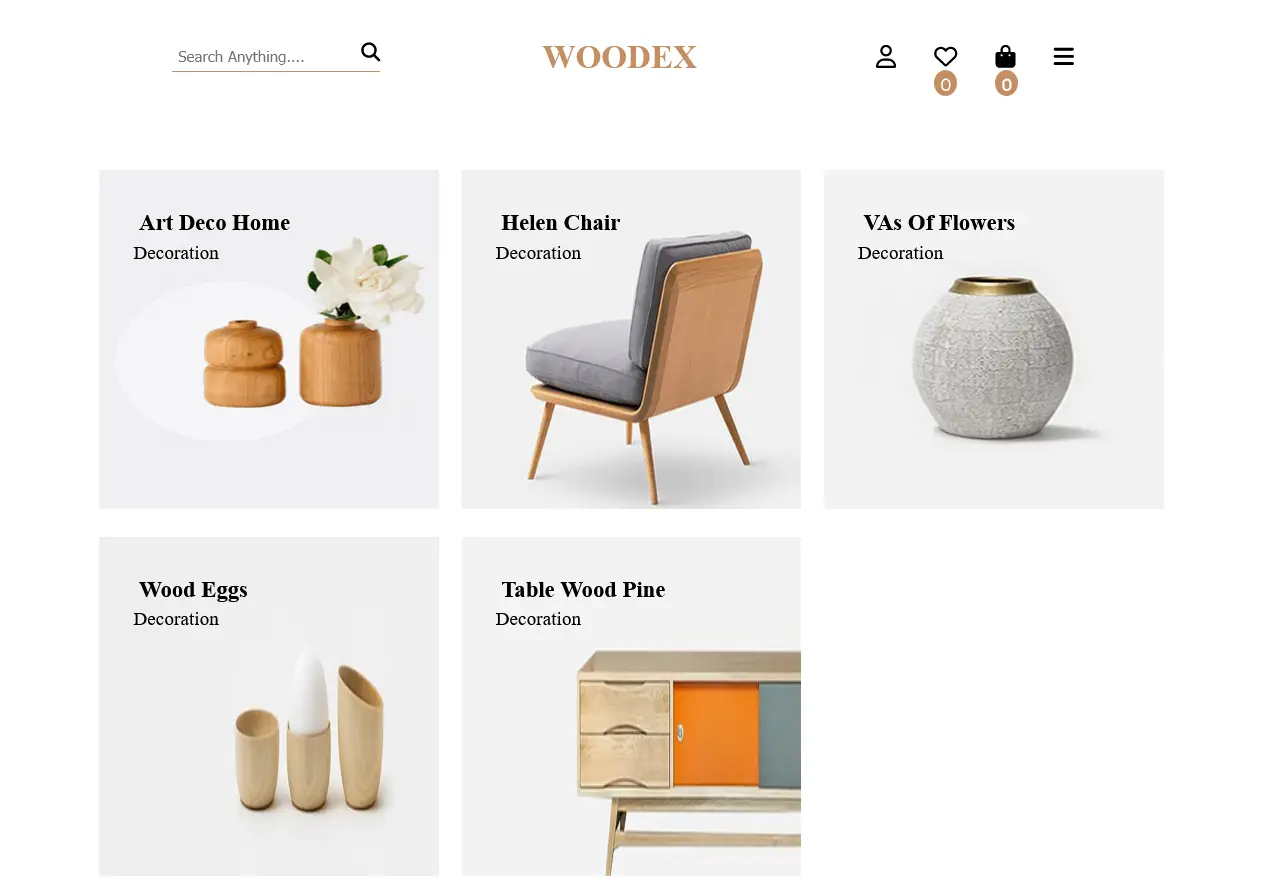 Search Anything....
WOODEX
0
0
Art Deco Home
Decoration
Helen Chair
Decoration
VAs Of Flowers
Decoration
Wood Eggs
Decoration
Table Wood Pine
Decoration